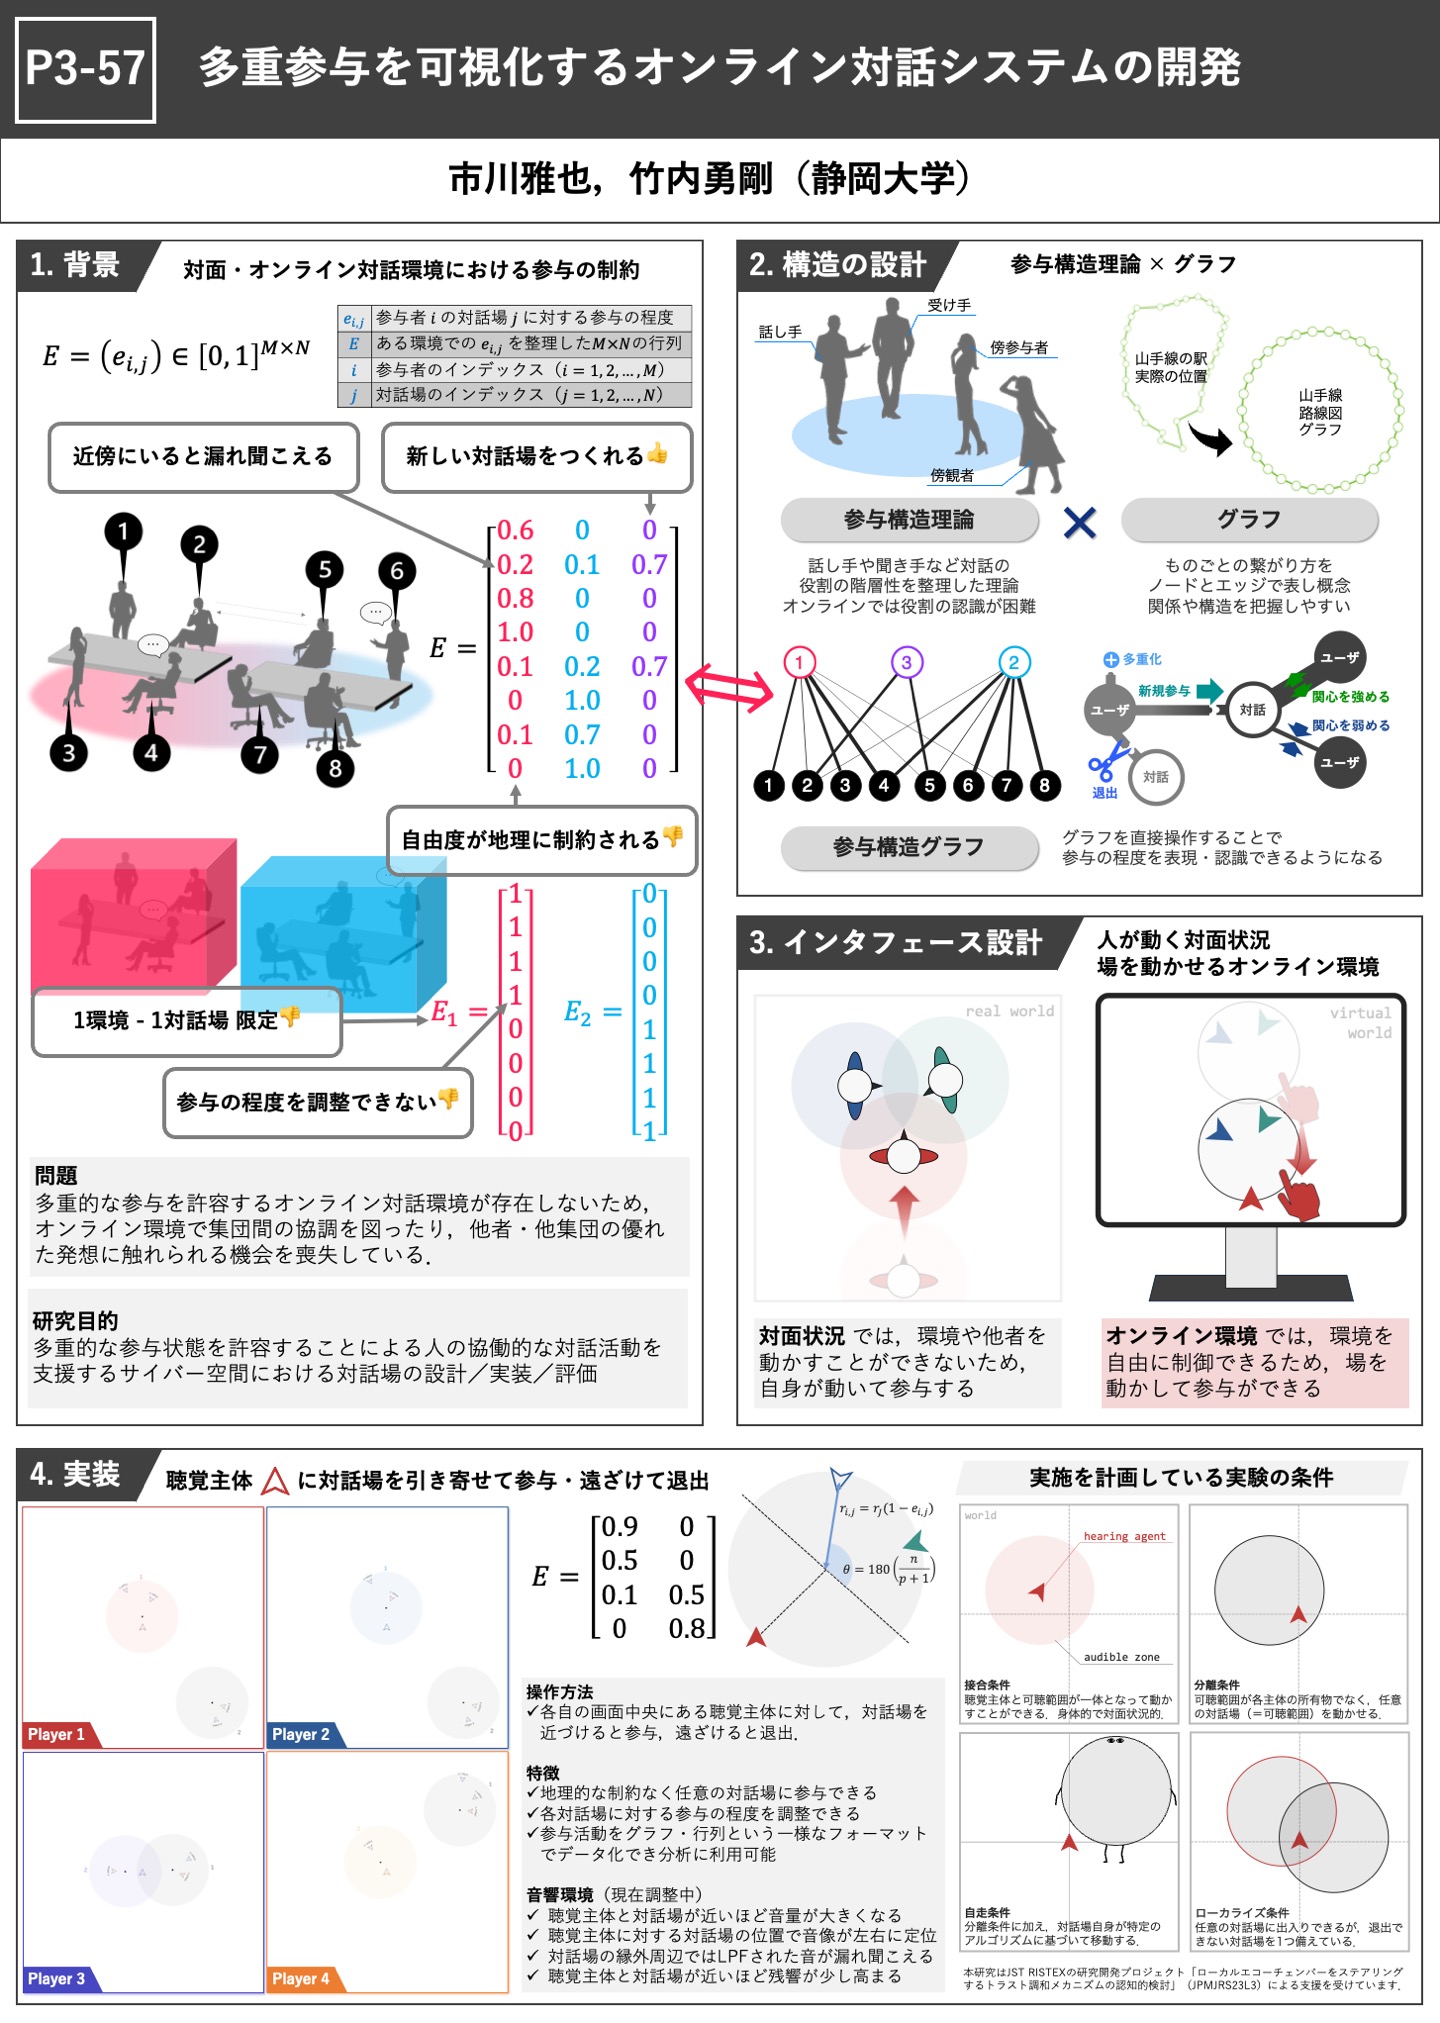 P3-57
多重参与を可視化するオンライン対話システムの開発
市川雅也，竹内勇剛（静岡大学）
1. 背景
対面・オンライン対話環境における参与の制約
E = (e_{i,j}) ∈ [0,1]^{M×N}
e_{i,j} 参与者 i の対話場 j に対する参与の程度
E ある環境での e_{i,j} を整理したM×Nの行列
i 参与者のインデックス（i = 1, 2, ..., M）
j 対話場のインデックス（j = 1, 2, ..., N）
近傍にいると漏れ聞こえる
新しい対話場をつくれる👍
1
2
5
6
3
4
7
8
E =
0.6 0 0
0.2 0.1 0.7
0.8 0 0
1.0 0 0
0.1 0.2 0.7
0 1.0 0
0.1 0.7 0
0 1.0 0
自由度が地理に制約される👎
1環境 - 1対話場 限定👎
参与の程度を調整できない👎
E₁ =
1
1
1
1
0
0
0
0
E₂ =
0
0
0
0
1
1
1
1
問題
多重的な参与を許容するオンライン対話環境が存在しないため，
オンライン環境で集団間の協調を図ったり，他者・他集団の優れ
た発想に触れられる機会を喪失している．
研究目的
多重的な参与状態を許容することによる人の協働的な対話活動を
支援するサイバー空間における対話場の設計／実装／評価
2. 構造の設計
参与構造理論 × グラフ
話し手
受け手
傍参与者
傍観者
山手線の駅
実際の位置
山手線
路線図
グラフ
参与構造理論
×
グラフ
話し手や聞き手など対話の
役割の階層性を整理した理論
オンラインでは役割の認識が困難
ものごとの繋がり方を
ノードとエッジで表し概念
関係や構造を把握しやすい
1
3
2
1 2 3 4 5 6 7 8
多重化
新規参与
ユーザ
対話
ユーザ
関心を強める
関心を弱める
ユーザ
退出
対話
参与構造グラフ
グラフを直接操作することで
参与の程度を表現・認識できるようになる
3. インタフェース設計
人が動く対面状況
場を動かせるオンライン環境
real world
virtual
world
対面状況 では，環境や他者を
動かすことができないため，
自身が動いて参与する
オンライン環境 では，環境を
自由に制御できるため，場を
動かして参与ができる
4. 実装
聴覚主体 に対話場を引き寄せて参与・遠ざけて退出
Player 1
Player 2
Player 3
Player 4
E =
0.9 0
0.5 0
0.1 0.5
0 0.8
r_{i,j} = r_j(1 − e_{i,j})
θ = 180 (n / (p + 1))
操作方法
✓各自の画面中央にある聴覚主体に対して，対話場を
近づけると参与，遠ざけると退出．
特徴
✓地理的な制約なく任意の対話場に参与できる
✓各対話場に対する参与の程度を調整できる
✓参与活動をグラフ・行列という一様なフォーマット
でデータ化でき分析に利用可能
音響環境（現在調整中）
✓ 聴覚主体と対話場が近いほど音量が大きくなる
✓ 聴覚主体に対する対話場の位置で音像が左右に定位
✓ 対話場の縁外周辺ではLPFされた音が漏れ聞こえる
✓ 聴覚主体と対話場が近いほど残響が少し高まる
実施を計画している実験の条件
world
hearing agent
audible zone
接合条件
聴覚主体と可聴範囲が一体となって動か
すことができる．身体的で対面状況的．
分離条件
可聴範囲が各主体の所有物でなく，任意
の対話場（＝可聴範囲）を動かせる．
自走条件
分離条件に加え，対話場自身が特定の
アルゴリズムに基づいて移動する．
ローカライズ条件
任意の対話場に出入りできるが，退出で
きない対話場を1つ備えている．
本研究はJST RISTEXの研究開発プロジェクト「ローカルエコーチェンバーをステアリング
するトラスト調和メカニズムの認知的検討」（JPMJRS23L3）による支援を受けています．